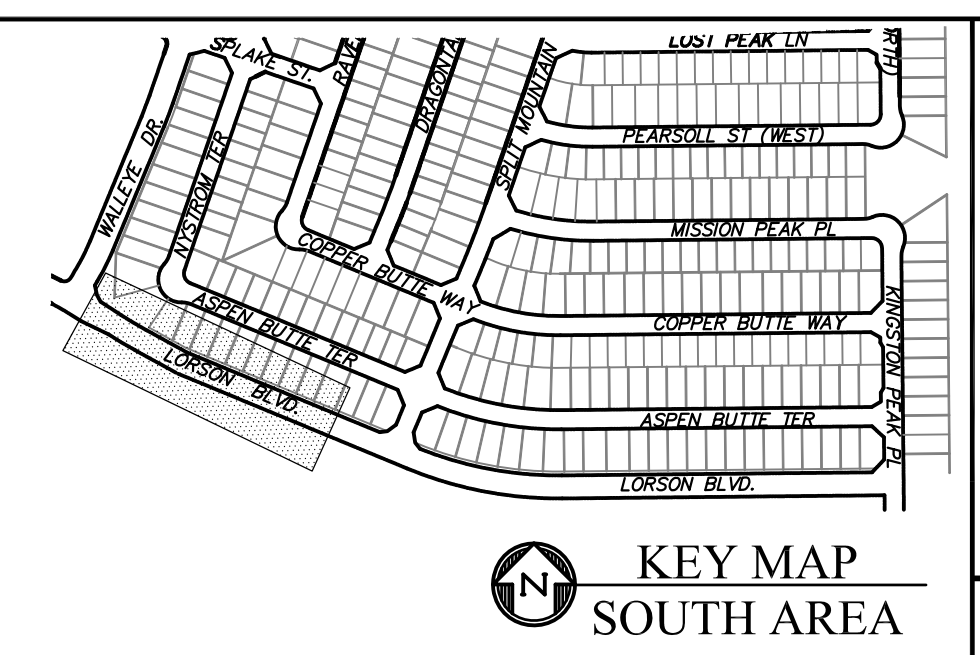 LOST PEAK LN
SPLAKE ST.
SPLIT MOUNTAIN
PEARSOLL ST (WEST)
WALLEYE DR.
NYSTROM TER
MISSION PEAK PL
COPPER BUTTE WAY
COPPER BUTTE WAY
KINGSTON PEAK PL
ASPEN BUTTE TER
LORSON BLVD.
ASPEN BUTTE TER
LORSON BLVD.
N
KEY MAP
SOUTH AREA